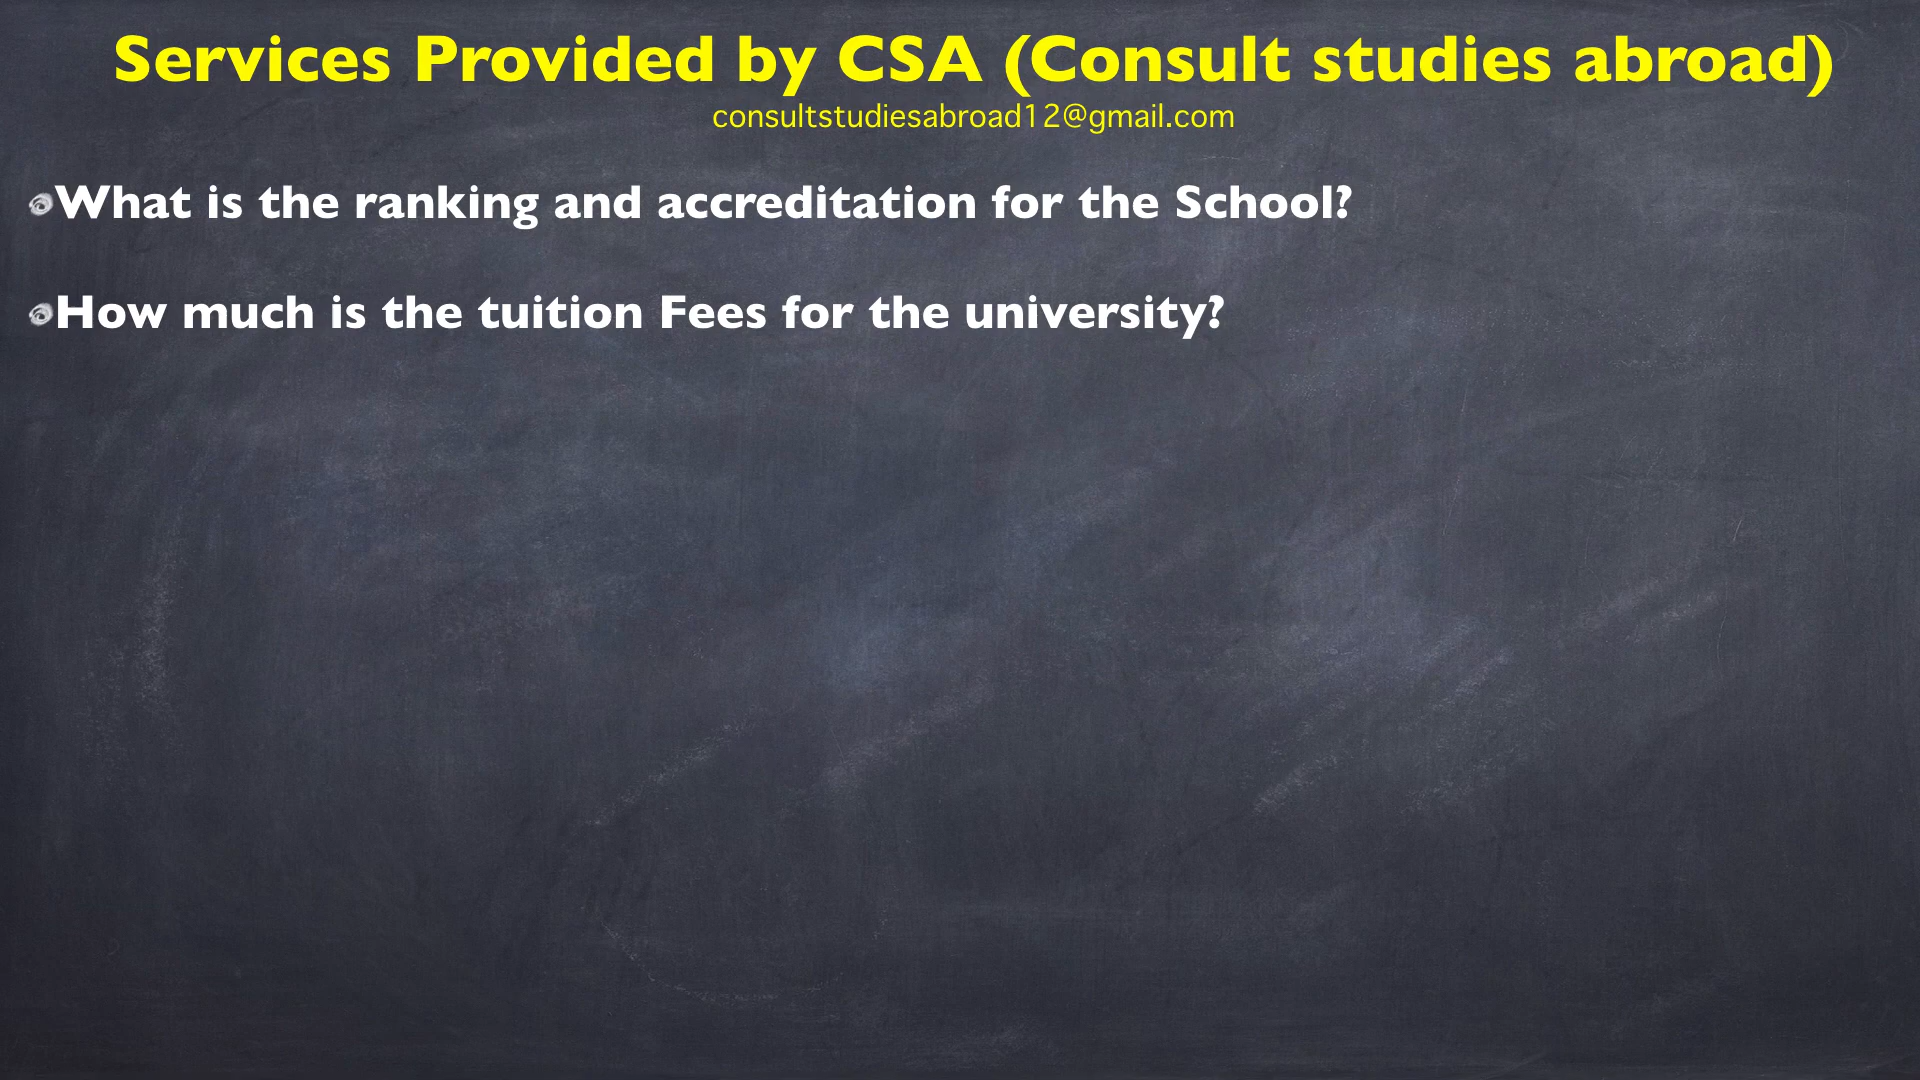 Services Provided by CSA (Consult studies abroad)
consultstudiesabroad12@gmail.com
What is the ranking and accreditation for the School?
How much is the tuition Fees for the university?